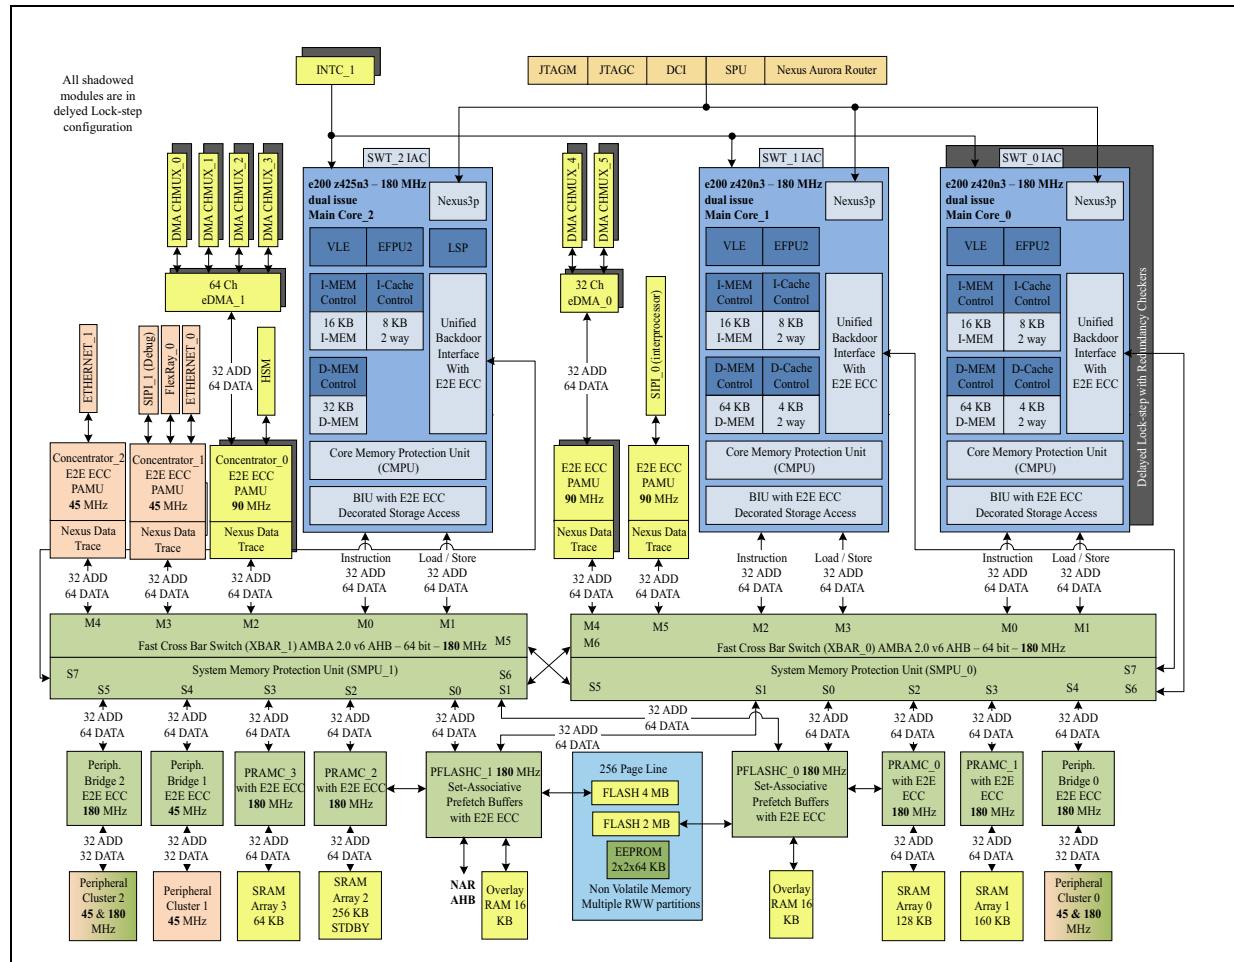 All shadowed
modules are in
delyed Lock-step
configuration
INTC_1
JTAGM
JTAGC
DCI
SPU
Nexus Aurora Router
DMA CHMUX_0
DMA CHMUX_1
DMA CHMUX_2
DMA CHMUX_3
64 Ch
eDMA_1
32 ADD
64 DATA
HSM
ETHERNET_1
SIPI_1 (Debug)
FlexRay_0
ETHERNET_0
Concentrator_2
E2E ECC
PAMU
45 MHz
Nexus Data
Trace
Concentrator_1
E2E ECC
PAMU
45 MHz
Nexus Data
Trace
Concentrator_0
E2E ECC
PAMU
90 MHz
Nexus Data
Trace
SWT_2 IAC
e200 z425n3 – 180 MHz
dual issue
Main Core_2
Nexus3p
VLE
EFPU2
LSP
I-MEM
Control
I-Cache
Control
16 KB
I-MEM
8 KB
2 way
Unified
Backdoor
Interface
With
E2E ECC
D-MEM
Control
32 KB
D-MEM
Core Memory Protection Unit
(CMPU)
BIU with E2E ECC
Decorated Storage Access
DMA CHMUX_4
DMA CHMUX_5
32 Ch
eDMA_0
32 ADD
64 DATA
SIPI_0 (interprocessor)
E2E ECC
PAMU
90 MHz
Nexus Data
Trace
E2E ECC
PAMU
90 MHz
Nexus Data
Trace
SWT_1 IAC
e200 z420n3 – 180 MHz
dual issue
Main Core_1
Nexus3p
VLE
EFPU2
I-MEM
Control
I-Cache
Control
16 KB
I-MEM
8 KB
2 way
Unified
Backdoor
Interface
With
E2E ECC
D-MEM
Control
D-Cache
Control
64 KB
D-MEM
4 KB
2 way
Core Memory Protection Unit
(CMPU)
BIU with E2E ECC
Decorated Storage Access
SWT_0 IAC
e200 z420n3 – 180 MHz
dual issue
Main Core_0
Nexus3p
VLE
EFPU2
I-MEM
Control
I-Cache
Control
16 KB
I-MEM
8 KB
2 way
Unified
Backdoor
Interface
With
E2E ECC
D-MEM
Control
D-Cache
Control
64 KB
D-MEM
4 KB
2 way
Core Memory Protection Unit
(CMPU)
BIU with E2E ECC
Decorated Storage Access
Delayed Lock-step with Redundancy Checkers
32 ADD
64 DATA
32 ADD
64 DATA
32 ADD
64 DATA
Instruction
32 ADD
64 DATA
Load / Store
32 ADD
64 DATA
32 ADD
64 DATA
32 ADD
64 DATA
Instruction
32 ADD
64 DATA
Load / Store
32 ADD
64 DATA
Instruction
32 ADD
64 DATA
Load / Store
32 ADD
64 DATA
M4
M3
M2
M0
M1
M5
Fast Cross Bar Switch (XBAR_1) AMBA 2.0 v6 AHB – 64 bit – 180 MHz
System Memory Protection Unit (SMPU_1)
S7
S5
S4
S3
S2
S0
S6
S1
M4
M6
M5
M2
M3
M0
M1
Fast Cross Bar Switch (XBAR_0) AMBA 2.0 v6 AHB – 64 bit – 180 MHz
System Memory Protection Unit (SMPU_0)
S5
S1
S0
S2
S3
S4
S7
S6
32 ADD
64 DATA
32 ADD
64 DATA
32 ADD
64 DATA
32 ADD
64 DATA
32 ADD
64 DATA
32 ADD
64 DATA
32 ADD
64 DATA
32 ADD
64 DATA
32 ADD
64 DATA
32 ADD
64 DATA
32 ADD
64 DATA
Periph.
Bridge 2
E2E ECC
180 MHz
Periph.
Bridge 1
E2E ECC
45 MHz
PRAMC_3
with E2E ECC
180 MHz
PRAMC_2
with E2E ECC
180 MHz
PFLASHC_1 180 MHz
Set-Associative
Prefetch Buffers
with E2E ECC
256 Page Line
FLASH 4 MB
FLASH 2 MB
EEPROM
2x2x64 KB
Non Volatile Memory
Multiple RWW partitions
PFLASHC_0 180 MHz
Set-Associative
Prefetch Buffers
with E2E ECC
PRAMC_0
with E2E
ECC
180 MHz
PRAMC_1
with E2E
ECC
180 MHz
Periph.
Bridge 0
E2E ECC
180 MHz
32 ADD
32 DATA
32 ADD
32 DATA
32 ADD
64 DATA
32 ADD
64 DATA
32 ADD
64 DATA
32 ADD
64 DATA
32 ADD
32 DATA
Peripheral
Cluster 2
45 & 180
MHz
Peripheral
Cluster 1
45 MHz
SRAM
Array 3
64 KB
SRAM
Array 2
256 KB
STDBY
NAR
AHB
Overlay
RAM 16
KB
Overlay
RAM 16
KB
SRAM
Array 0
128 KB
SRAM
Array 1
160 KB
Peripheral
Cluster 0
45 & 180
MHz